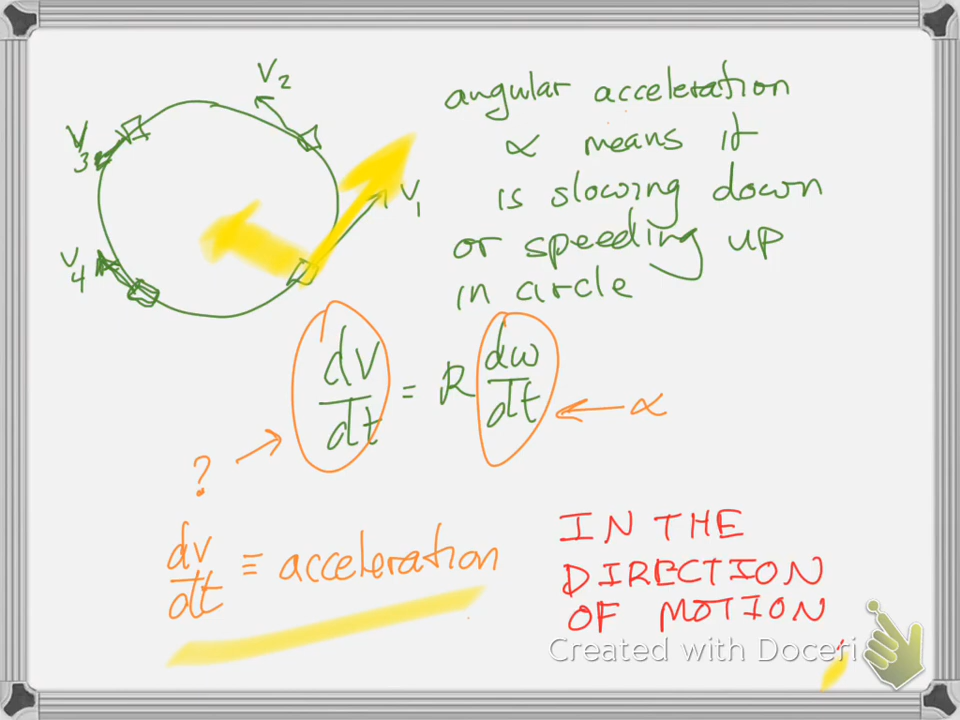 V2
V3
V1
V4
angular acceleration
α means it
is slowing down
or speeding up
in circle
dv/dt = R dω/dt
α
?
dv/dt ≡ acceleration
IN THE
DIRECTION
OF MOTION
Created with Doceri